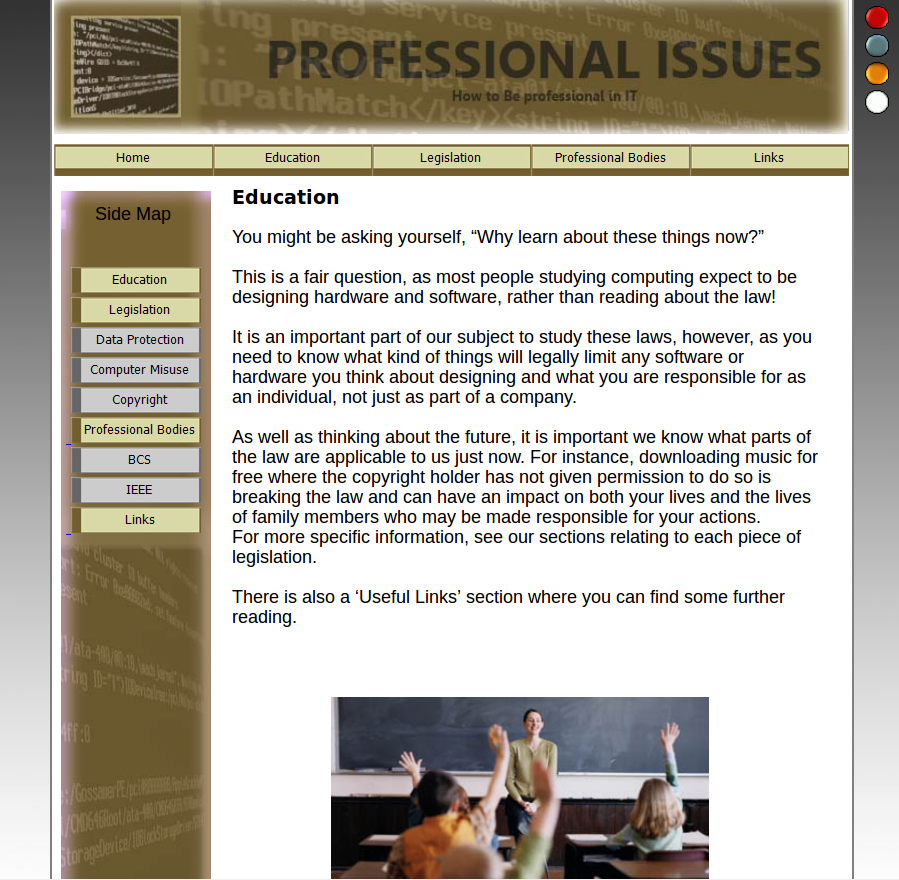 PROFESSIONAL ISSUES
How to Be professional in IT
Home Education Legislation Professional Bodies Links
Side Map
Education
Legislation
Data Protection
Computer Misuse
Copyright
Professional Bodies
BCS
IEEE
Links
Education
You might be asking yourself, “Why learn about these things now?”
This is a fair question, as most people studying computing expect to be
designing hardware and software, rather than reading about the law!
It is an important part of our subject to study these laws, however, as you
need to know what kind of things will legally limit any software or
hardware you think about designing and what you are responsible for as
an individual, not just as part of a company.
As well as thinking about the future, it is important we know what parts of
the law are applicable to us just now. For instance, downloading music for
free where the copyright holder has not given permission to do so is
breaking the law and can have an impact on both your lives and the lives
of family members who may be made responsible for your actions.
For more specific information, see our sections relating to each piece of
legislation.
There is also a ‘Useful Links’ section where you can find some further
reading.